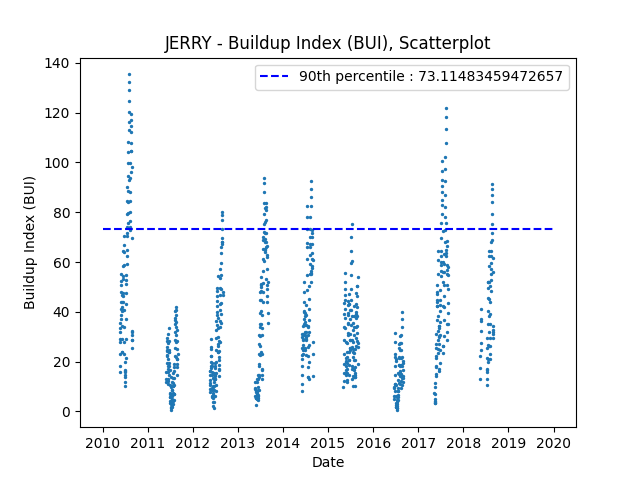 JERRY - Buildup Index (BUI), Scatterplot
90th percentile : 73.11483459472657
Buildup Index (BUI)
140
120
100
80
60
40
20
0
2010 2011 2012 2013 2014 2015 2016 2017 2018 2019 2020
Date